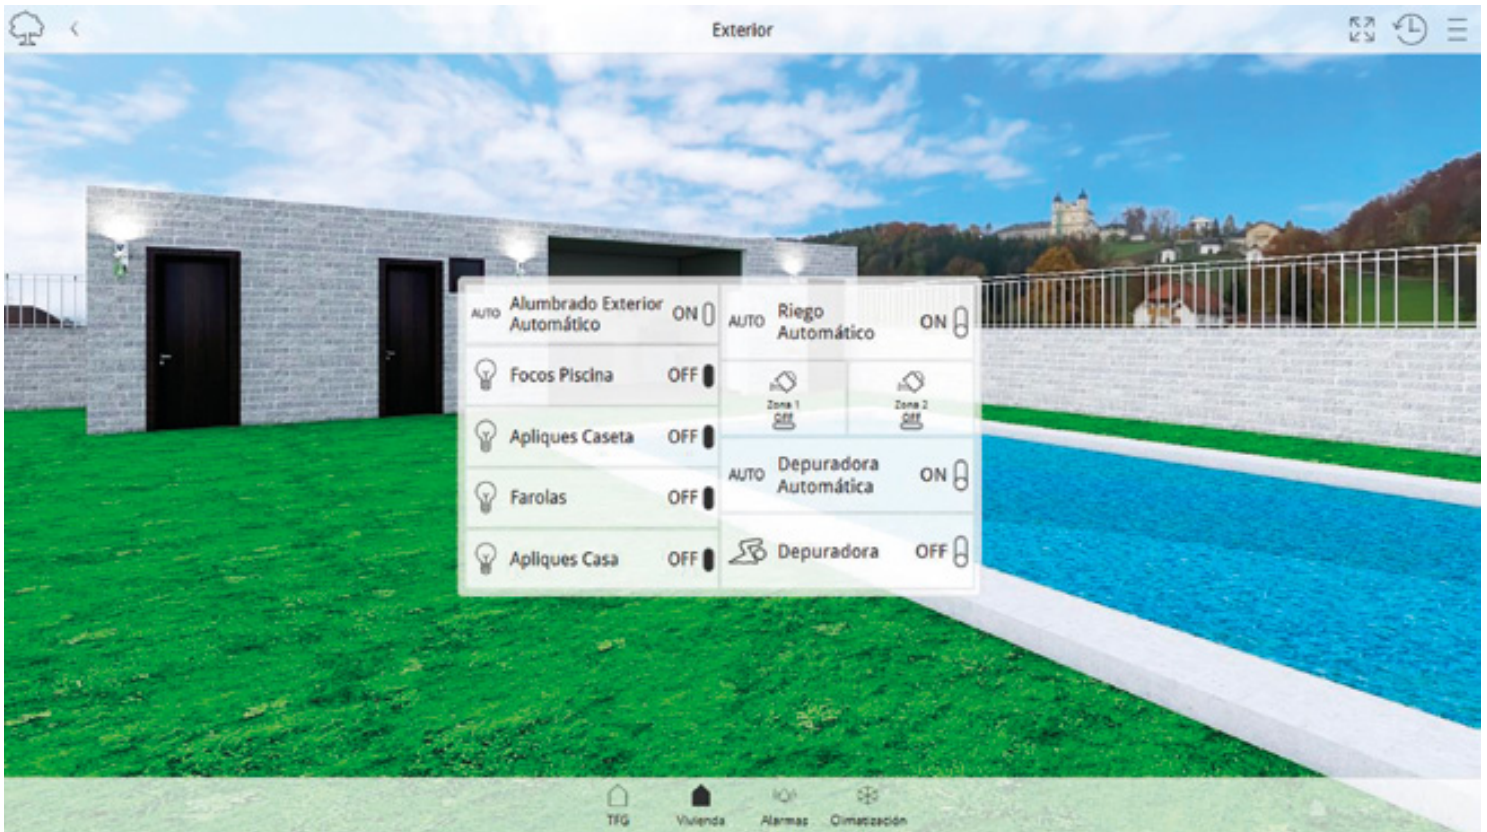 Exterior
AUTO Alumbrado Exterior
Automático ON
Focos Piscina OFF
Apliques Caseta OFF
Farolas OFF
Apliques Casa OFF
AUTO Riego
Automático ON
Zona 1
Off
Zona 2
Off
AUTO Depuradora
Automática ON
Depuradora OFF
TFG
Vivienda
Alarmas
Climatización